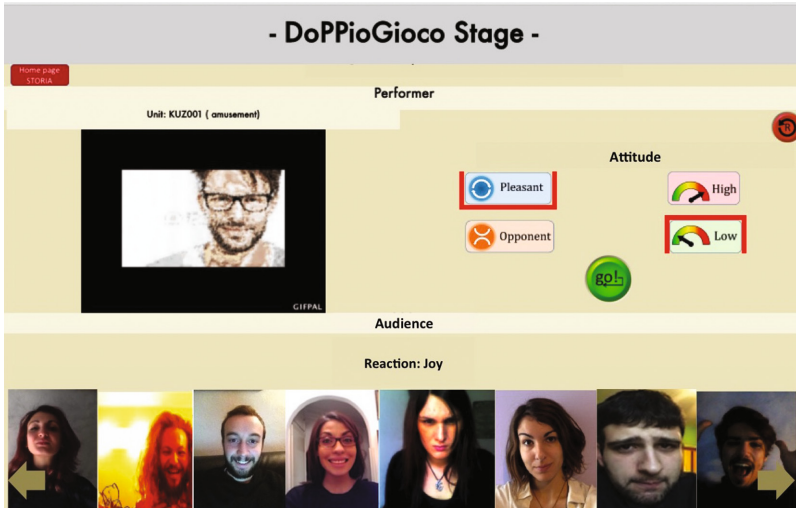 - DoPPioGioco Stage -
Home page
STORIA
Performer
Unit: KUZ001 ( amusement)
R
Attitude
Pleasant
High
Opponent
Low
go!
GIFPAL
Audience
Reaction: Joy